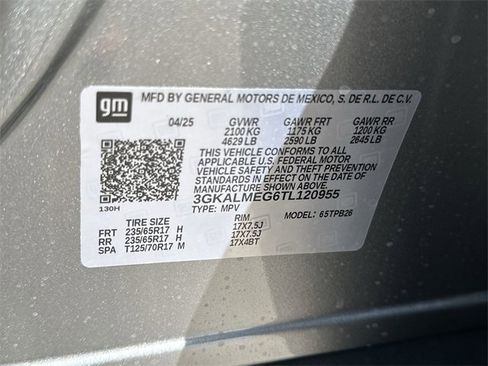 gm
MFD BY GENERAL MOTORS DE MEXICO, S. DE R.L. DE C.V.
04/25 GVWR GAWR FRT GAWR RR
2100 KG 1175 KG 1200 KG
4629 LB 2590 LB 2645 LB
THIS VEHICLE CONFORMS TO ALL
APPLICABLE U.S. FEDERAL MOTOR
VEHICLE SAFETY AND THEFT PREVENTION
STANDARDS IN EFFECT ON THE DATE OF
MANUFACTURE SHOWN ABOVE.
3GKALMEG6TL120955
130H TYPE: MPV MODEL: 65TPB26
TIRE SIZE RIM
FRT 235/65R17 H 17X7.5J
RR 235/65R17 H 17X7.5J
SPA T125/70R17 M 17X4BT